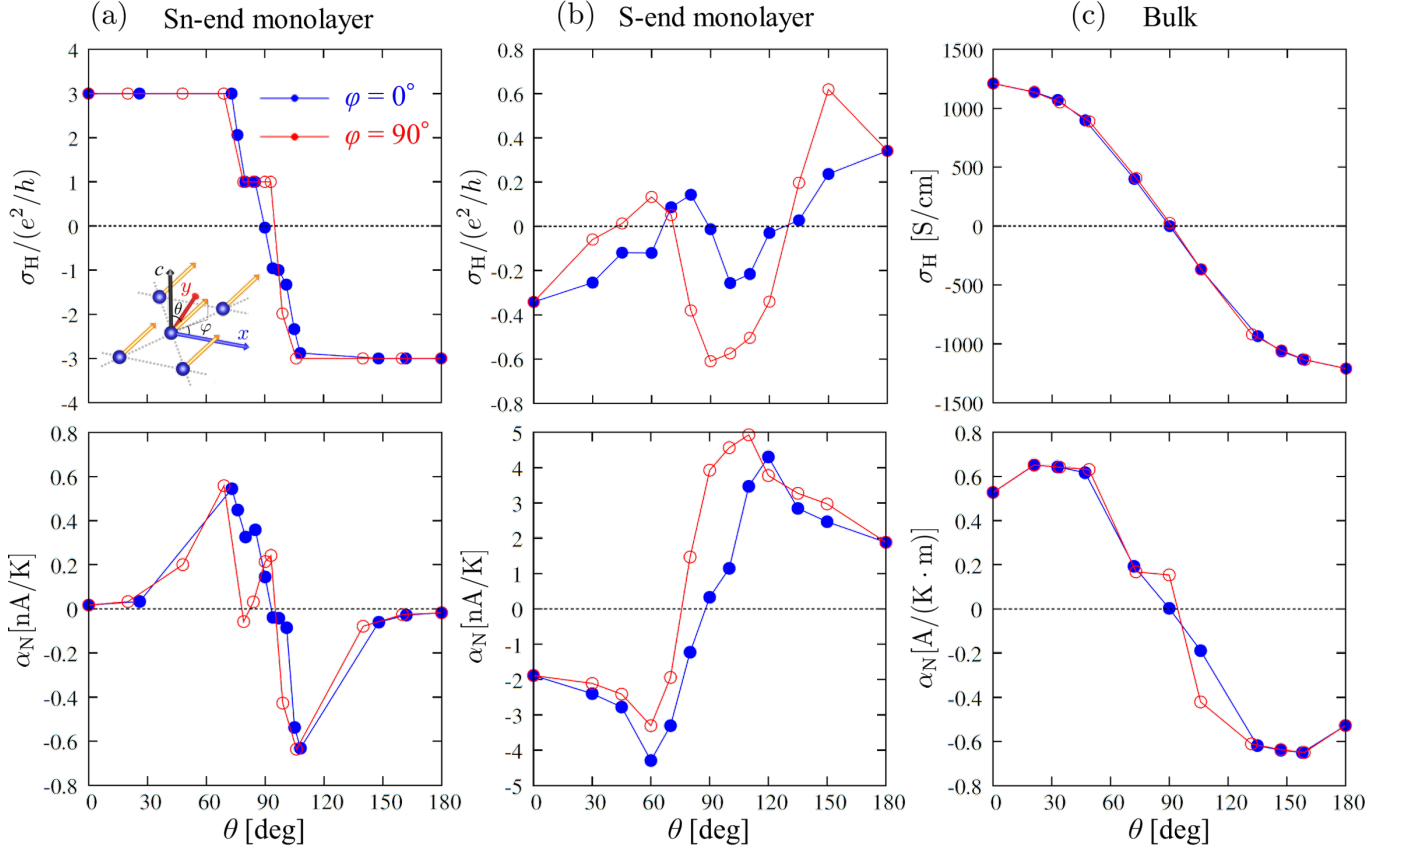 (a) Sn-end monolayer
(b) S-end monolayer
(c) Bulk
σH/(e²/h)
4
3
2
1
0
-1
-2
-3
-4
φ = 0°
φ = 90°
c
y
θ
φ
x
σH/(e²/h)
0.8
0.6
0.4
0.2
0
-0.2
-0.4
-0.6
-0.8
σH [S/cm]
1500
1000
500
0
-500
-1000
-1500
αN[nA/K]
0.8
0.6
0.4
0.2
0
-0.2
-0.4
-0.6
-0.8
0 30 60 90 120 150 180
θ [deg]
αN[nA/K]
5
4
3
2
1
0
-1
-2
-3
-4
-5
0 30 60 90 120 150 180
θ [deg]
αN[A/(K · m)]
0.8
0.6
0.4
0.2
0
-0.2
-0.4
-0.6
-0.8
0 30 60 90 120 150 180
θ [deg]